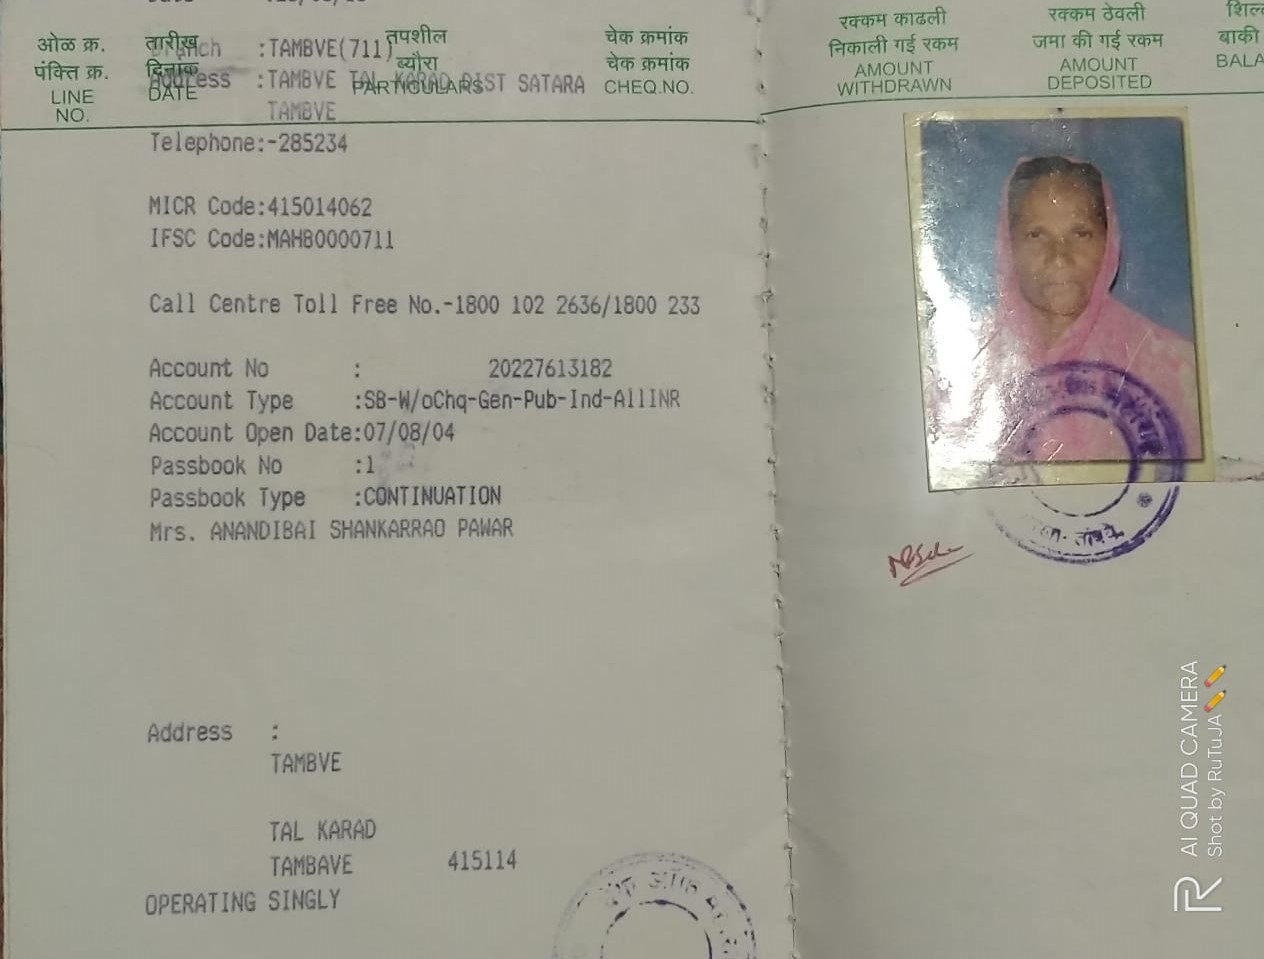 ओळ क्र.
पंक्ति क्र.
LINE
NO.
तारीख
दिनांक
DATE
तपशील
ब्यौरा
PARTICULARS
चेक क्रमांक
चेक क्रमांक
CHEQ.NO.
रक्कम काढली
निकाली गई रकम
AMOUNT
WITHDRAWN
रक्कम ठेवली
जमा की गई रकम
AMOUNT
DEPOSITED
बाकी
Branch :TAMBVE(711)
Address :TAMBVE TAL KARAD DIST SATARA
TAMBVE
Telephone:-285234
MICR Code:415014062
IFSC Code:MAHB0000711
Call Centre Toll Free No.-1800 102 2636/1800 233
Account No : 20227613182
Account Type :SB-W/oChq-Gen-Pub-Ind-AllINR
Account Open Date:07/08/04
Passbook No :1
Passbook Type :CONTINUATION
Mrs. ANANDIBAI SHANKARRAO PAWAR
Address :
TAMBVE
TAL KARAD
TAMBAVE 415114
OPERATING SINGLY
तांबवे
AI QUAD CAMERA
Shot by RuTuJA